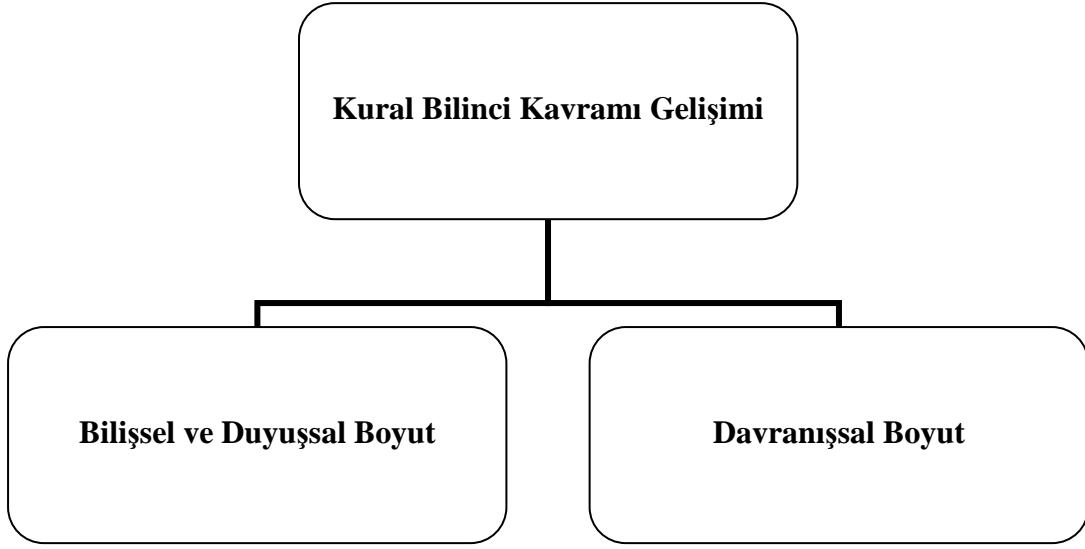 Kural Bilinci Kavramı Gelişimi
Bilişsel ve Duyuşsal Boyut
Davranışsal Boyut